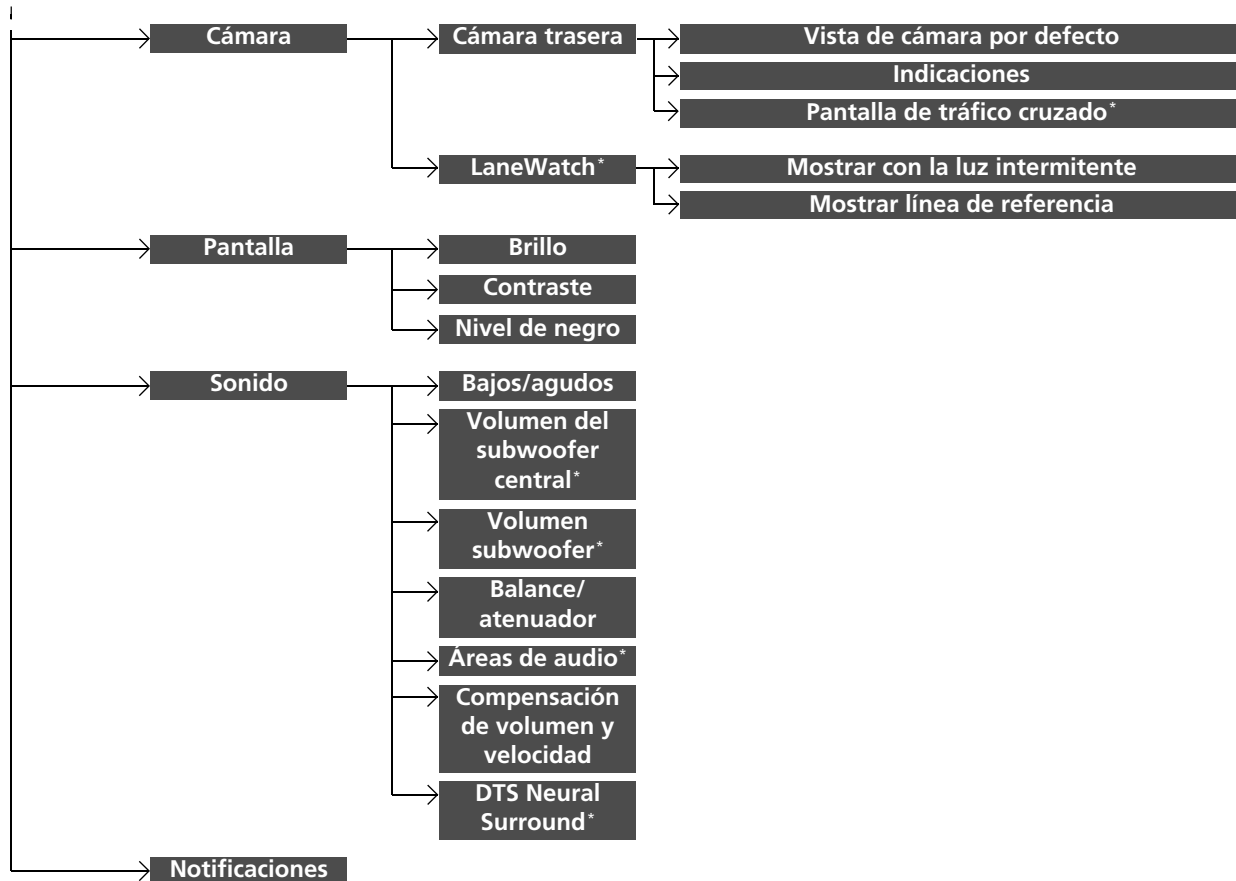 Cámara
Cámara trasera
Vista de cámara por defecto
Indicaciones
Pantalla de tráfico cruzado*
LaneWatch*
Mostrar con la luz intermitente
Mostrar línea de referencia
Pantalla
Brillo
Contraste
Nivel de negro
Sonido
Bajos/agudos
Volumen del
subwoofer
central*
Volumen
subwoofer*
Balance/
atenuador
Áreas de audio*
Compensación
de volumen y
velocidad
DTS Neural
Surround*
Notificaciones